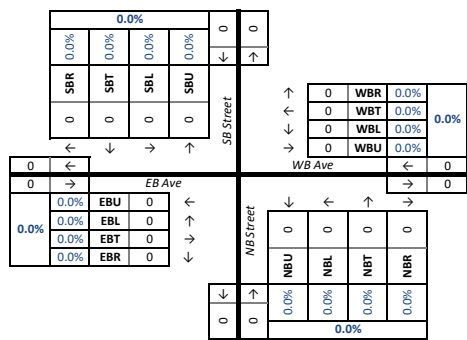 0.0%
0 0
0.0% 0.0% 0.0% 0.0%
↓ ↑
SBR SBT SBL SBU
0 0 0 0
SB Street
← ↓ → ↑
↑ 0 WBR 0.0%
← 0 WBT 0.0%
↓ 0 WBL 0.0%
→ 0 WBU 0.0%
0.0%
0 ←
WB Ave
← 0
0 →
EB Ave
→ 0
0.0%
0.0% EBU 0 ←
0.0% EBL 0 ↑
0.0% EBT 0 →
0.0% EBR 0 ↓
NB Street
↓ ← ↑ →
0 0 0 0
NBU NBL NBT NBR
↓ ↑
0.0% 0.0% 0.0% 0.0%
0 0
0.0%